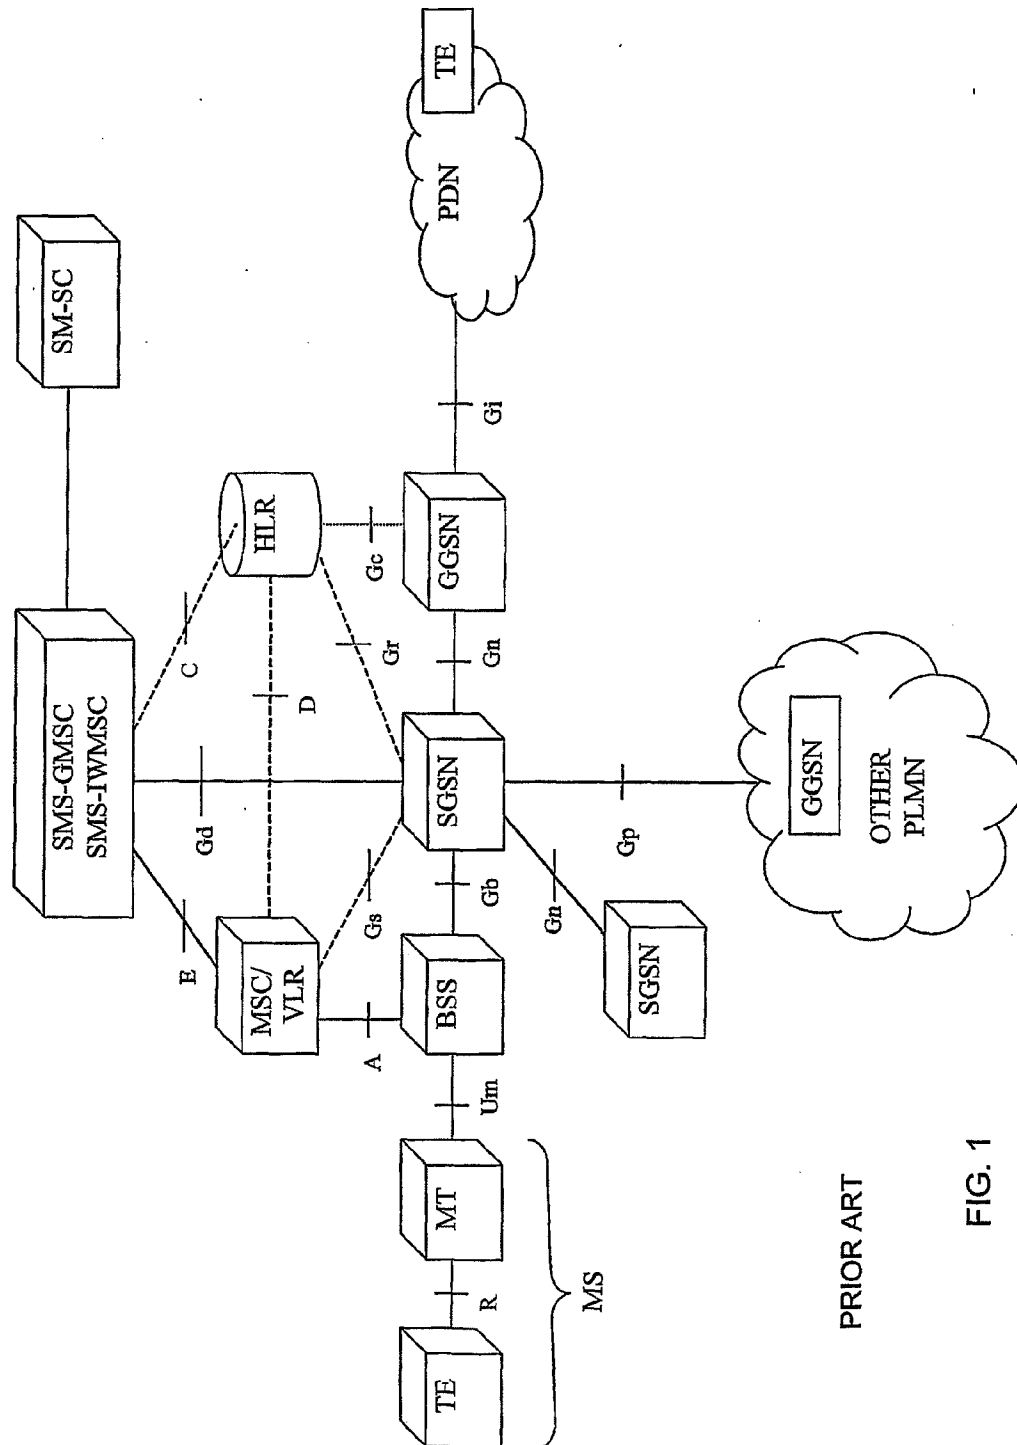 SMS-GMSC
SMS-IWMSC
SM-SC
E
Gd
C
MSC/
VLR
D
HLR
A
Gs
Gr
Gc
TE
R
MT
Um
BSS
Gb
SGSN
Gn
GGSN
Gi
PDN
TE
MS
Gn
Gp
SGSN
GGSN
OTHER
PLMN
PRIOR ART
FIG. 1